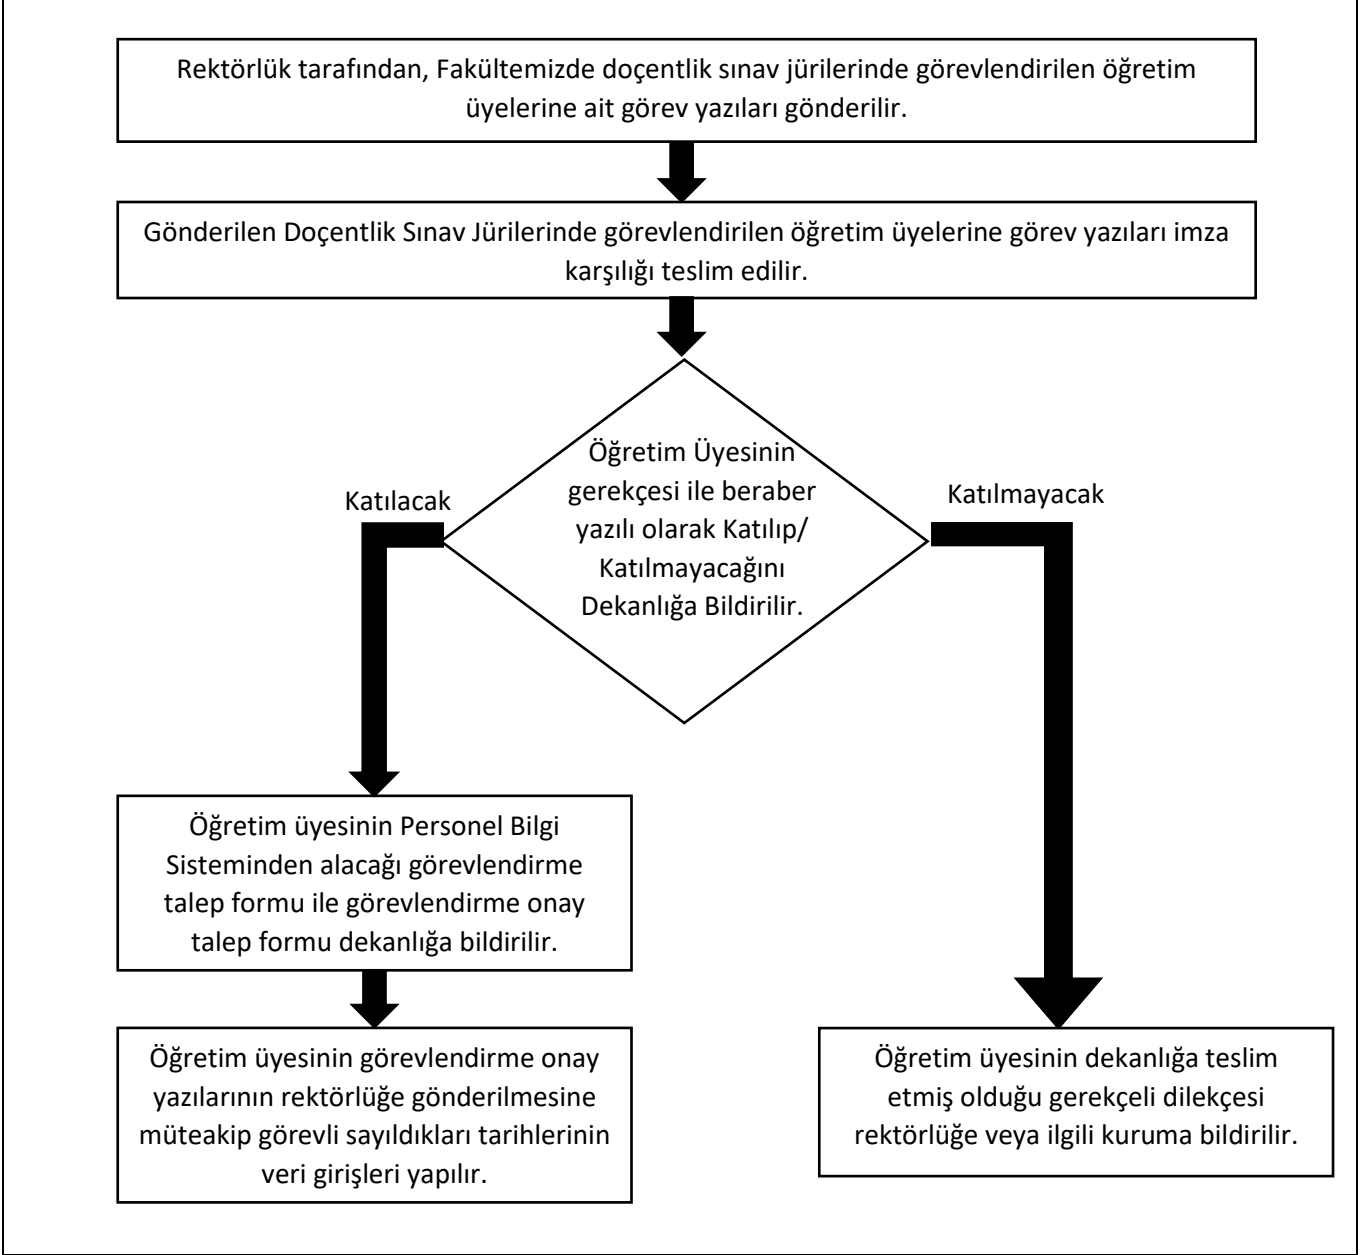 Rektörlük tarafından, Fakültemizde doçentlik sınav jürilerinde görevlendirilen öğretim
üyelerine ait görev yazıları gönderilir.
Gönderilen Doçentlik Sınav Jürilerinde görevlendirilen öğretim üyelerine görev yazıları imza
karşılığı teslim edilir.
Öğretim Üyesinin
gerekçesi ile beraber
yazılı olarak Katılıp/
Katılmayacağını
Dekanlığa Bildirilir.
Katılacak
Katılmayacak
Öğretim üyesinin Personel Bilgi
Sisteminden alacağı görevlendirme
talep formu ile görevlendirme onay
talep formu dekanlığa bildirilir.
Öğretim üyesinin görevlendirme onay
yazılarının rektörlüğe gönderilmesine
müteakip görevli sayıldıkları tarihlerinin
veri girişleri yapılır.
Öğretim üyesinin dekanlığa teslim
etmiş olduğu gerekçeli dilekçesi
rektörlüğe veya ilgili kuruma bildirilir.